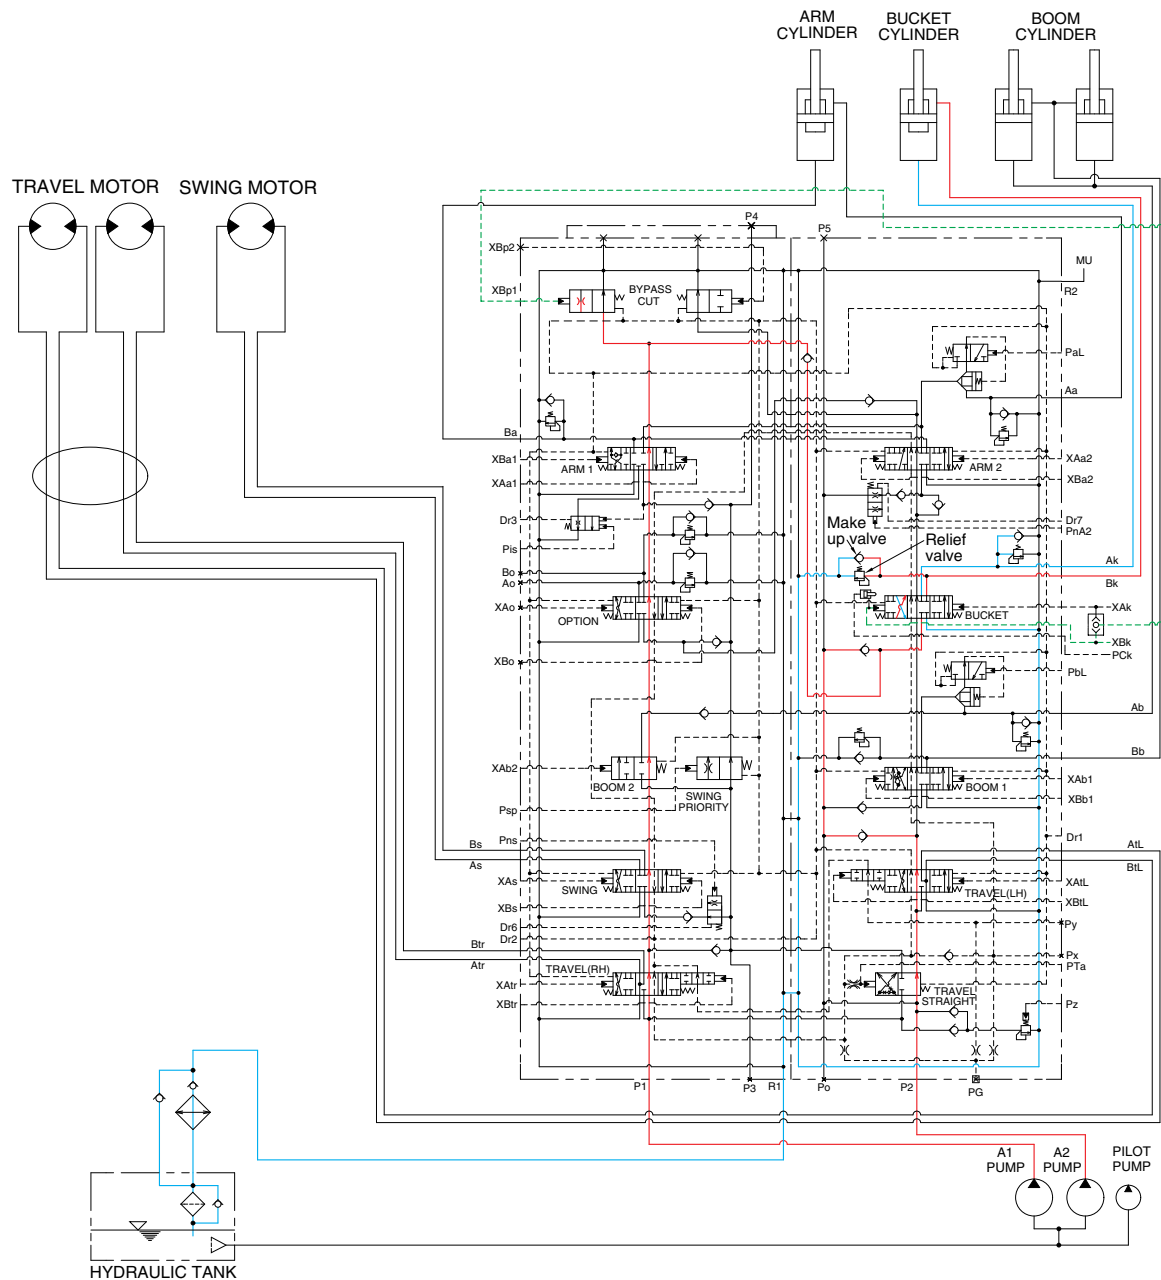 ARM
CYLINDER
BUCKET
CYLINDER
BOOM
CYLINDER
TRAVEL MOTOR
SWING MOTOR
P4
P5
XBp2
MU
XBp1
BYPASS
CUT
R2
PaL
Aa
Ba
XBa1
ARM 1
ARM 2
XAa2
XAa1
XBa2
Dr3
Make
up valve
Relief
valve
Dr7
PnA2
Pis
Ak
Bo
Ao
Bk
XAo
OPTION
BUCKET
XAk
XBk
PCk
XBo
PbL
Ab
Bb
XAb2
BOOM 2
SWING
PRIORITY
BOOM 1
XAb1
XBb1
Psp
Pns
Dr1
Bs
AtL
As
BtL
XAs
SWING
TRAVEL(LH)
XAtL
XBs
XBtL
Dr6
Dr2
Py
Btr
Px
Atr
TRAVEL(RH)
PTa
XAtr
TRAVEL
STRAIGHT
XBtr
Pz
P1
P3
R1
Po
P2
PG
A1
PUMP
A2
PUMP
PILOT
PUMP
HYDRAULIC TANK